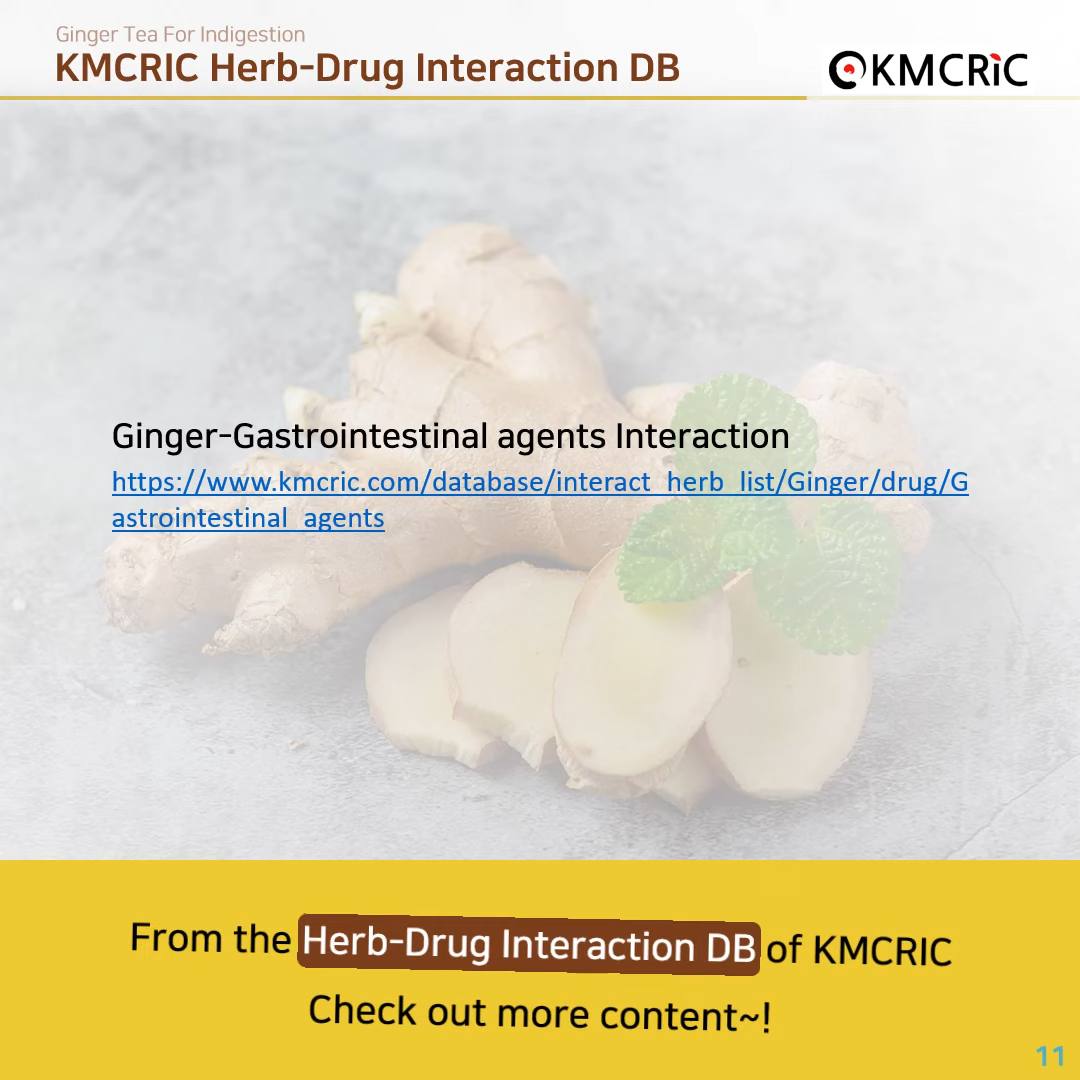 Ginger Tea For Indigestion
KMCRIC Herb-Drug Interaction DB
KMCRiC
Ginger-Gastrointestinal agents Interaction
https://www.kmcric.com/database/interact_herb_list/Ginger/drug/G
astrointestinal_agents
From the Herb-Drug Interaction DB of KMCRIC
Check out more content~!
11